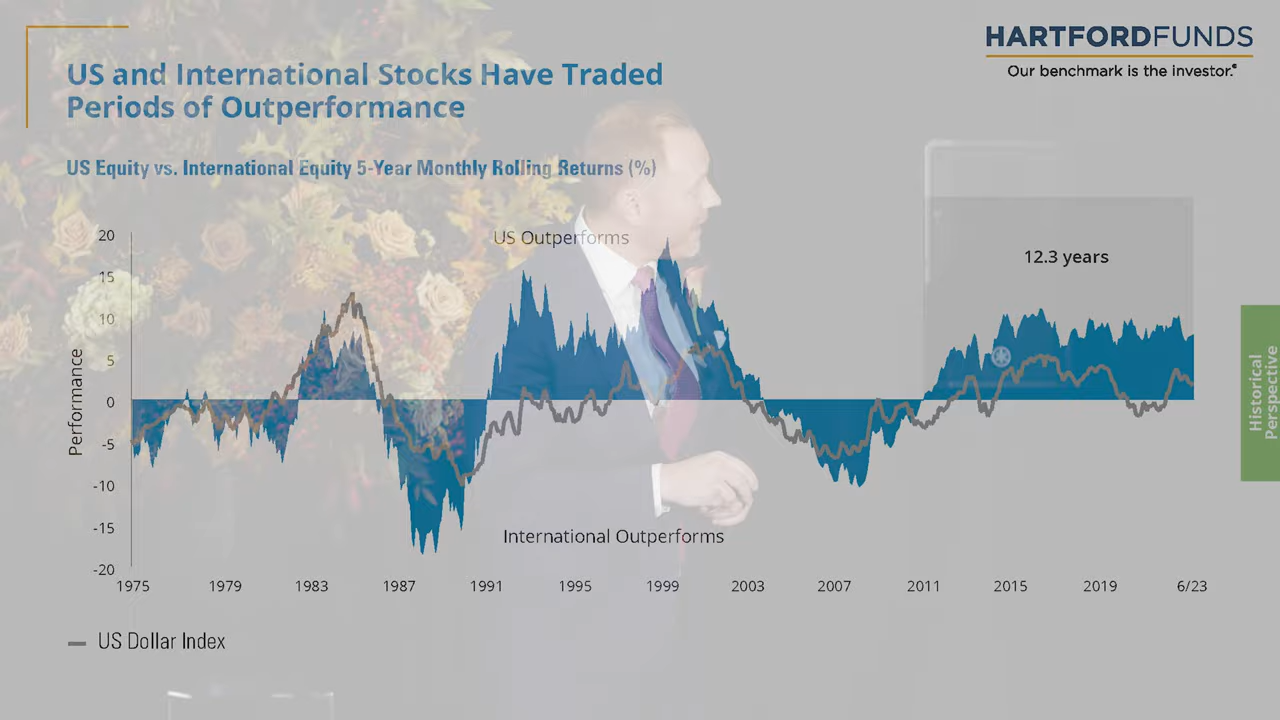 HARTFORDFUNDS
Our benchmark is the investor.®
US and International Stocks Have Traded
Periods of Outperformance
US Equity vs. International Equity 5-Year Monthly Rolling Returns (%)
US Outperforms
12.3 years
Historical
Perspective
Performance
20
15
10
5
0
-5
-10
-15
-20
International Outperforms
1975 1979 1983 1987 1991 1995 1999 2003 2007 2011 2015 2019 6/23
US Dollar Index